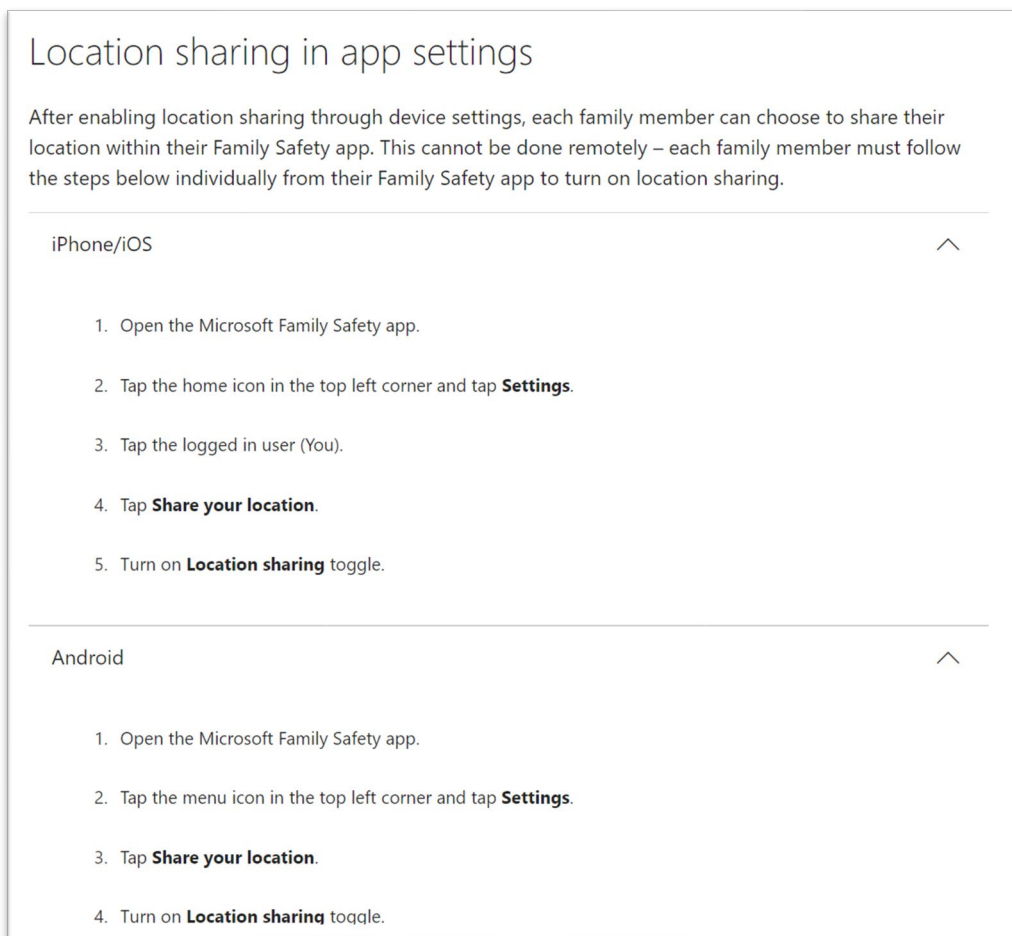 Location sharing in app settings
After enabling location sharing through device settings, each family member can choose to share their
location within their Family Safety app. This cannot be done remotely – each family member must follow
the steps below individually from their Family Safety app to turn on location sharing.
iPhone/iOS
1. Open the Microsoft Family Safety app.
2. Tap the home icon in the top left corner and tap Settings.
3. Tap the logged in user (You).
4. Tap Share your location.
5. Turn on Location sharing toggle.
Android
1. Open the Microsoft Family Safety app.
2. Tap the menu icon in the top left corner and tap Settings.
3. Tap Share your location.
4. Turn on Location sharing toggle.